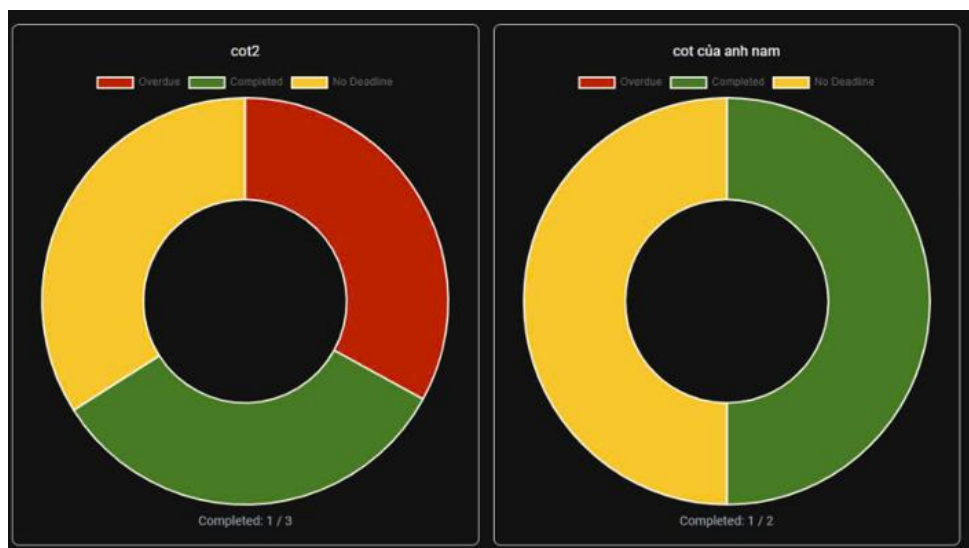 cot2
Overdue Completed No Deadline
Completed: 1 / 3
cot của anh nam
Overdue Completed No Deadline
Completed: 1 / 2